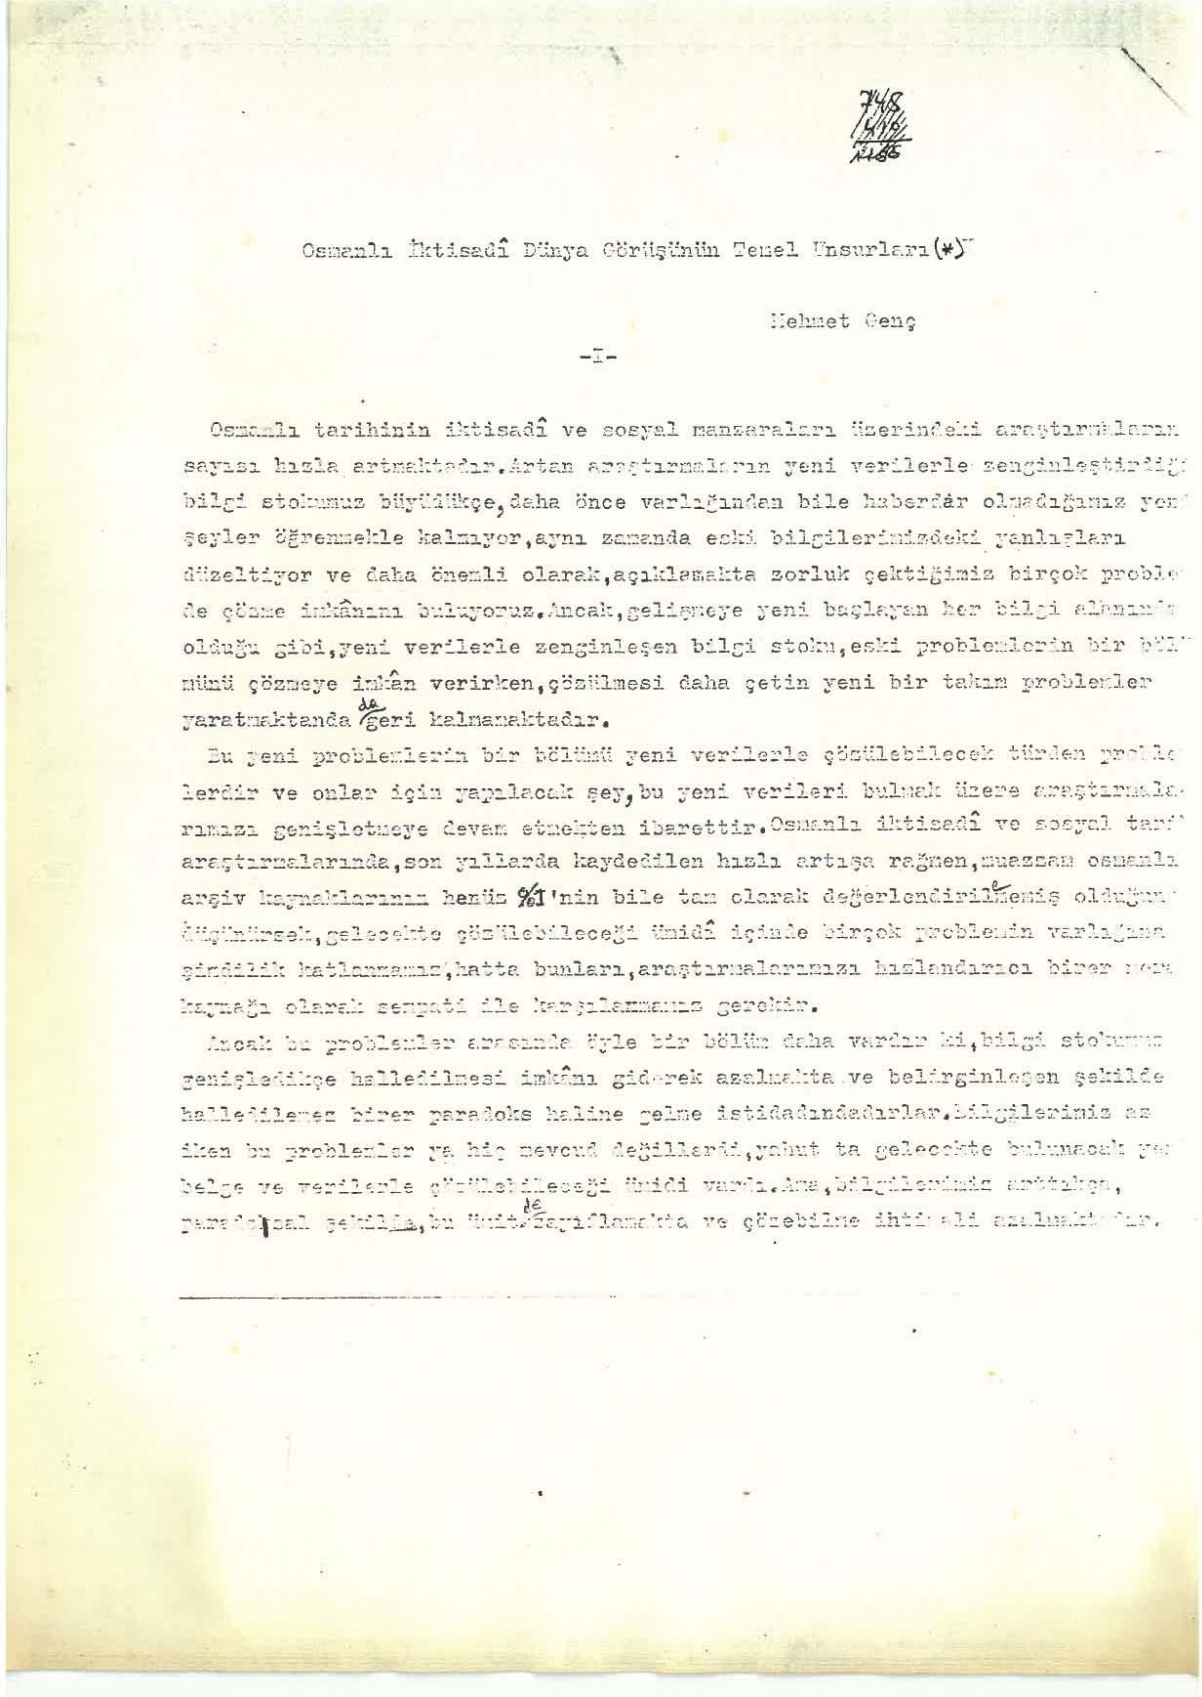 748
Osmanlı İktisadî Dünya Görüşünün Temel Unsurları(*)
Mehmet Genç
-I-
Osmanlı tarihinin iktisadî ve sosyal manzaraları üzerindeki araştırmaların
sayısı hızla artmaktadır.Artan araştırmaların yeni verilerle zenginleştirdiği
bilgi stokumuz büyüdükçe,daha önce varlığından bile haberdâr olmadığımız yeni
şeyler öğrenmekle kalmıyor,aynı zamanda eski bilgilerimizdeki yanlışları
düzeltiyor ve daha önemli olarak,açıklamakta zorluk çektiğimiz birçok proble
de çözme imkânını buluyoruz.Ancak,gelişmeye yeni başlayan her bilgi alanında
olduğu gibi,yeni verilerle zenginleşen bilgi stoku,eski problemlerin bir bölü
münü çözmeye imkân verirken,çözülmesi daha çetin yeni bir takım problemler
yaratmaktanda da geri kalmamaktadır.
Bu yeni problemlerin bir bölümü yeni verilerle çözülebilecek türden proble
lerdir ve onlar için yapılacak şey,bu yeni verileri bulmak üzere araştırmala-
rımızı genişletmeye devam etmekten ibarettir.Osmanlı iktisadî ve sosyal tarih
araştırmalarında,son yıllarda kaydedilen hızlı artışa rağmen,muazzam osmanlı
arşiv kaynaklarının henüz %1'nin bile tam olarak değerlendirilmemiş olduğunu
düşünürsek,gelecekte çözülebileceği ümidî içinde birçok problemin varlığına
şimdilik katlanmamız,hatta bunları,araştırmalarımızı hızlandırıcı birer
kaynağı olarak sempati ile karşılanmamız gerekir.
Ancak bu problemler arasında öyle bir bölüm daha vardır ki,bilgi stokumuz
genişledikçe halledilmesi imkânı giderek azalmakta ve belirginleşen şekilde
halledilemez birer paradoks haline gelme istidadındadırlar.Bilgilerimiz az
iken bu problemler ya hiç mevcud değillerdi,yahut ta gelecekte bulunacak yeni
belge ve verilerle çözülebileceği ümidi vardı.Ama,bilgilerimiz arttıkça,
paradoksal şekilde,bu ümit de zayıflamakta ve çözebilme ihtimali azalmaktadır.